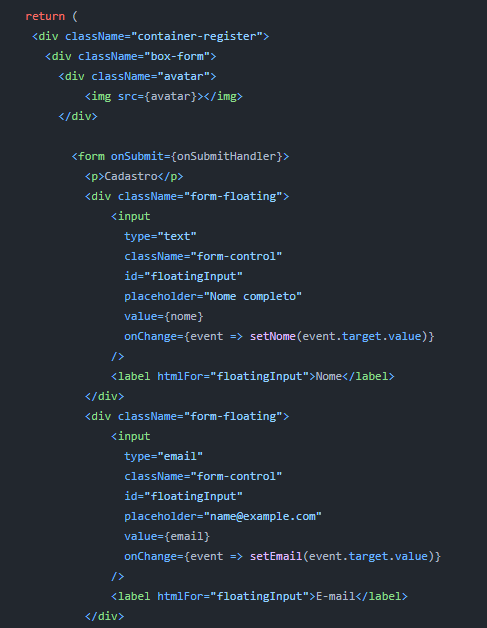 return (
<div className="container-register">
<div className="box-form">
<div className="avatar">
<img src={avatar}></img>
</div>
<form onSubmit={onSubmitHandler}>
<p>Cadastro</p>
<div className="form-floating">
<input
type="text"
className="form-control"
id="floatingInput"
placeholder="Nome completo"
value={nome}
onChange={event => setNome(event.target.value)}
/>
<label htmlFor="floatingInput">Nome</label>
</div>
<div className="form-floating">
<input
type="email"
className="form-control"
id="floatingInput"
placeholder="name@example.com"
value={email}
onChange={event => setEmail(event.target.value)}
/>
<label htmlFor="floatingInput">E-mail</label>
</div>